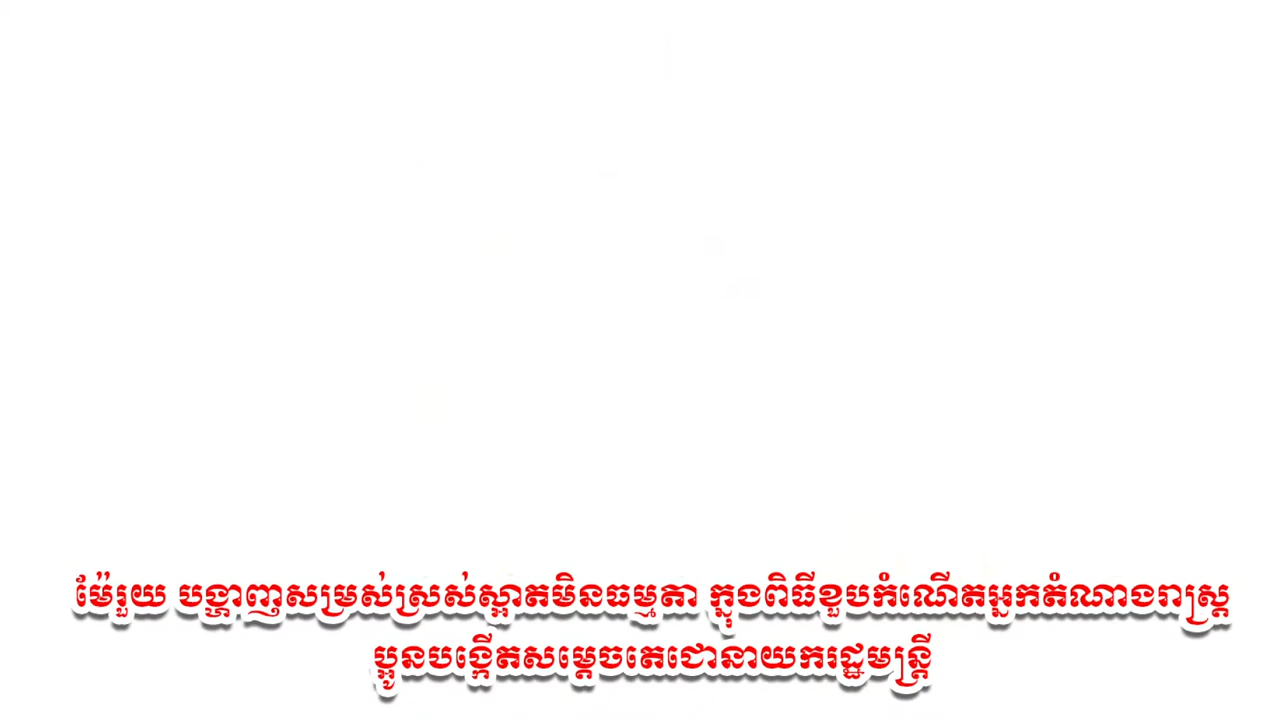 ម៉ែរួយ បង្ហាញសម្រស់ស្រស់ស្អាតមិនធម្មតា ក្នុងពិធីខួបកំណើតអ្នកតំណាងរាស្ត្រ
ប្អូនបង្កើតសម្តេចតេជោនាយករដ្ឋមន្ត្រី